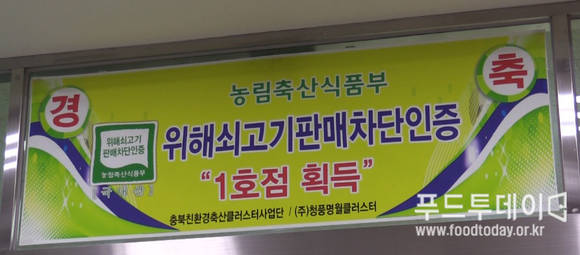 경 축
농림축산식품부
위해쇠고기판매차단인증
"1호점 획득"
위해쇠고기
판매차단인증
농림축산식품부
충북친환경축산클러스터사업단 / (주)청풍명월클러스터
푸드투데이
www.foodtoday.or.kr